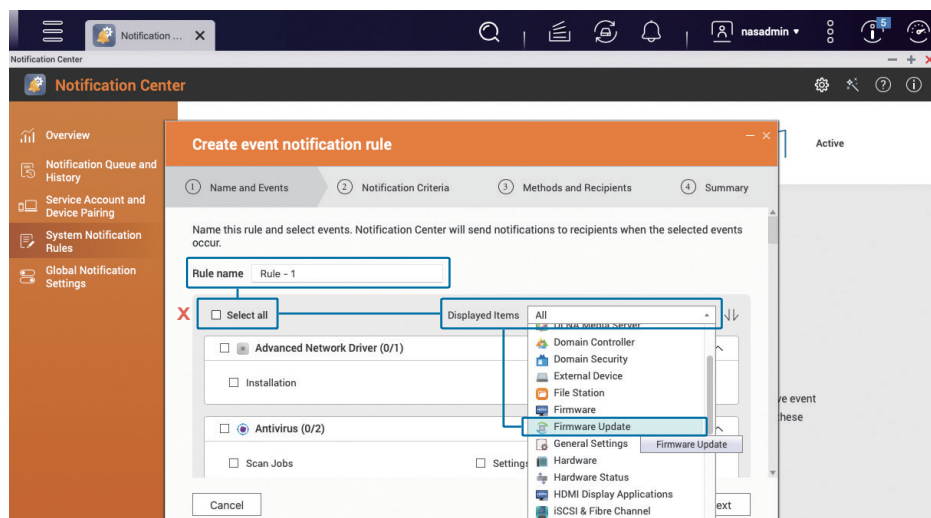 Notification ...
5
nasadmin
Notification Center
Notification Center
Overview
Notification Queue and
History
Service Account and
Device Pairing
System Notification
Rules
Global Notification
Settings
Active
Create event notification rule
1 Name and Events
2 Notification Criteria
3 Methods and Recipients
4 Summary
Name this rule and select events. Notification Center will send notifications to recipients when the selected events
occur.
Rule name Rule - 1
X
Select all
Displayed Items All
DLNA Media Server
Domain Controller
Domain Security
External Device
File Station
Firmware
Firmware Update
General Settings
Firmware Update
Hardware
Hardware Status
HDMI Display Applications
iSCSI & Fibre Channel
Advanced Network Driver (0/1)
Installation
Antivirus (0/2)
Scan Jobs
Settings
Cancel